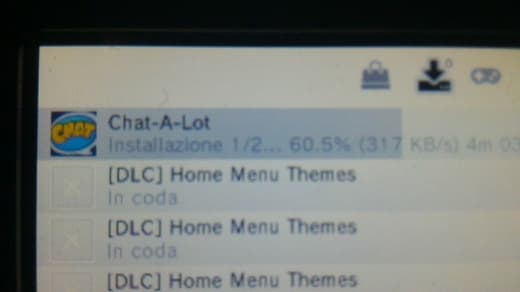 CHAT
Chat-A-Lot
Installazione 1/2... 60.5% (317 KB/s) 4m 03
[DLC] Home Menu Themes
In coda
[DLC] Home Menu Themes
In coda
[DLC] Home Menu Themes